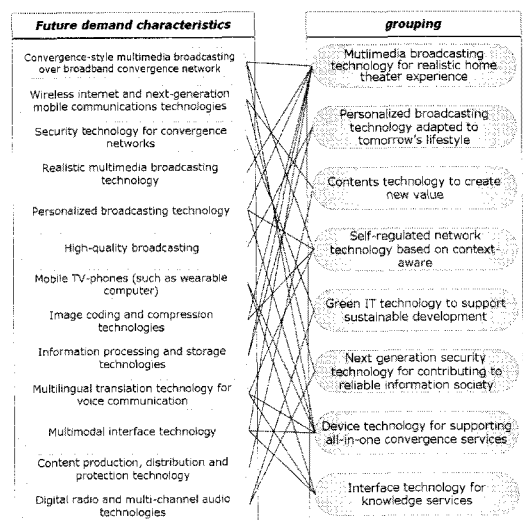 Future demand characteristics
Convergence-style multimedia broadcasting
over broadband convergence network
Wireless internet and next-generation
mobile communications technologies
Security technology for convergence
networks
Realistic multimedia broadcasting
technology
Personalized broadcasting technology
High-quality broadcasting
Mobile TV-phones (such as wearable
computer)
Image coding and compression
technologies
Information processing and storage
technologies
Multilingual translation technology for
voice communication
Multimodal interface technology
Content production, distribution and
protection technology
Digital radio and multi-channel audio
technologies
grouping
Mutlimedia broadcasting
technology for realistic home
theater experience
Personalized broadcasting
technology adapted to
tomorrow's lifestyle
Contents technology to create
new value
Self-regulated network
technology based on context-
aware
Green IT technology to support
sustainable development
Next generation security
technology for contributing to
reliable information society
Device technology for supporting
all-in-one convergence services
Interface technology for
knowledge services